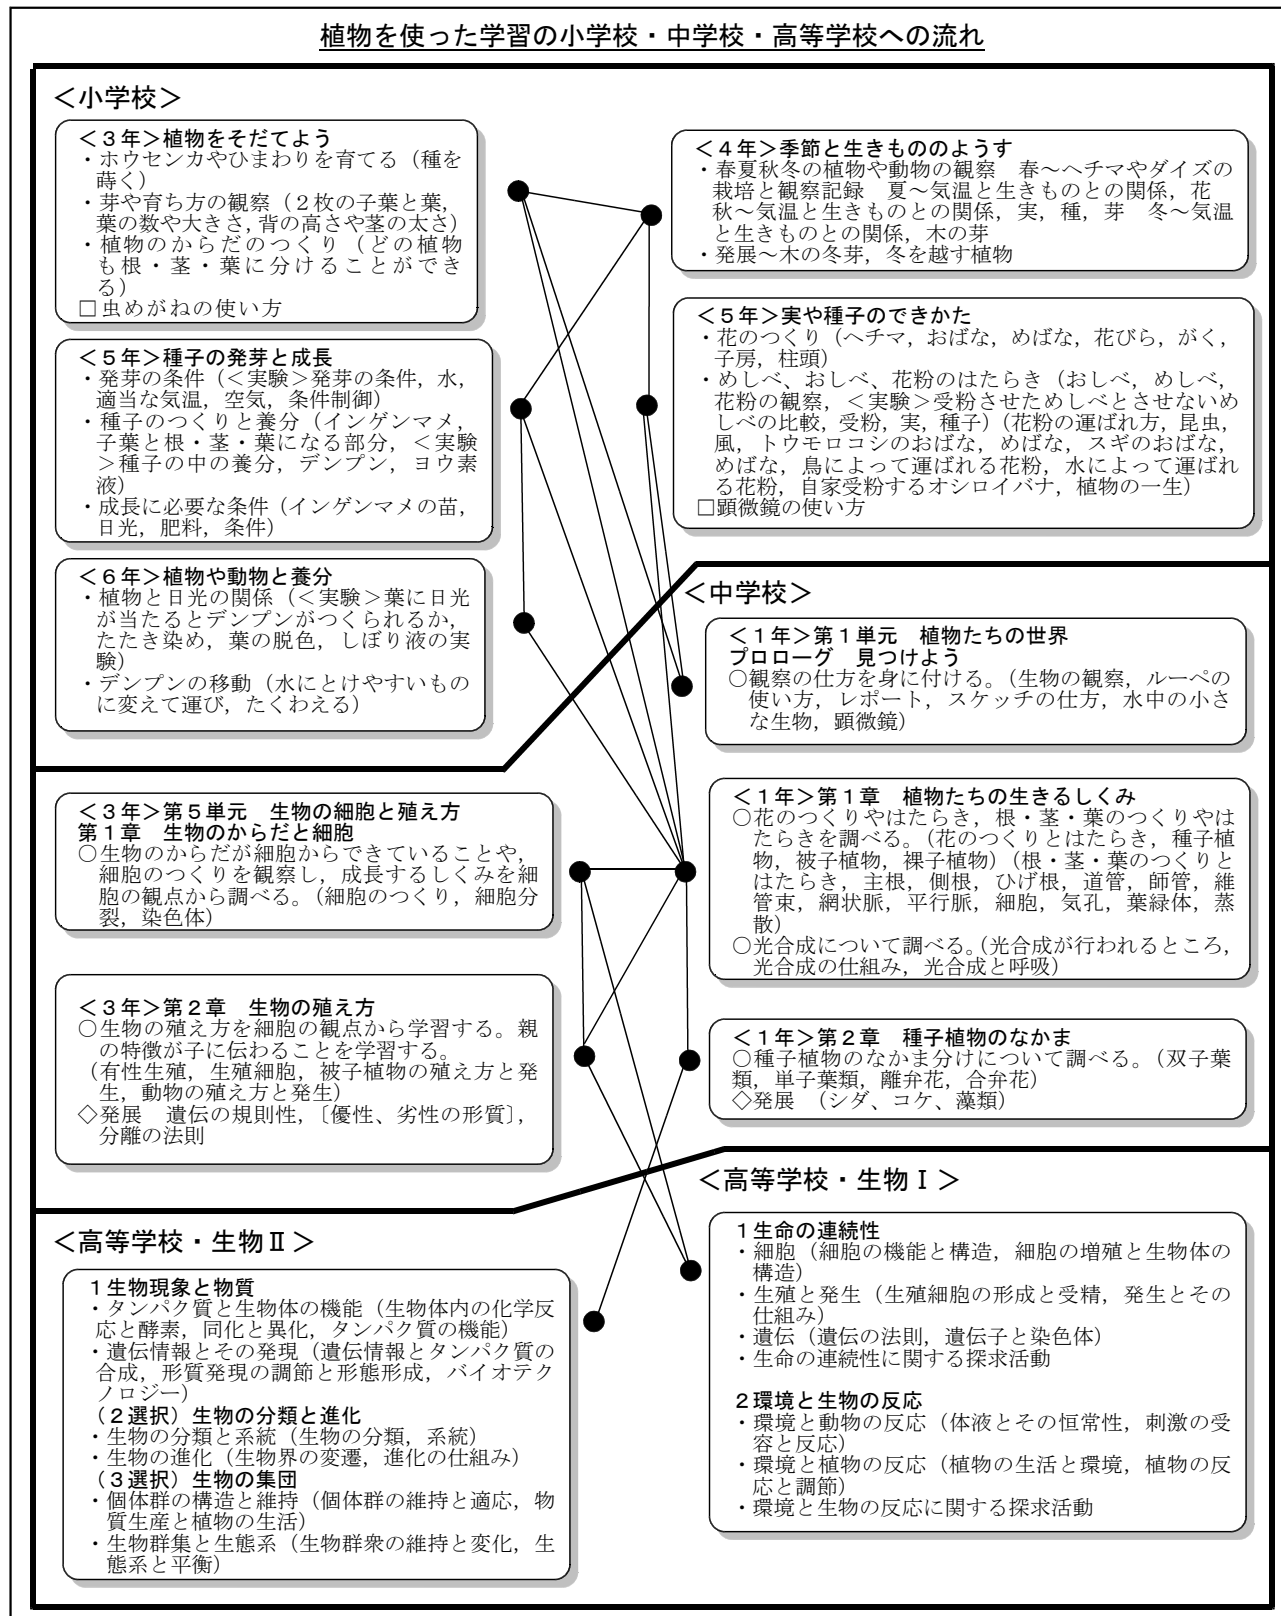 植物を使った学習の小学校・中学校・高等学校への流れ
＜小学校＞
＜３年＞植物をそだてよう
・ホウセンカやひまわりを育てる（種を
蒔く）
・芽や育ち方の観察（２枚の子葉と葉，
葉の数や大きさ，背の高さや茎の太さ）
・植物のからだのつくり（どの植物
も根・茎・葉に分けることができ
る）
□虫めがねの使い方
＜４年＞季節と生きもののようす
・春夏秋冬の植物や動物の観察　春～ヘチマやダイズの
栽培と観察記録　夏～気温と生きものとの関係，花
秋～気温と生きものとの関係，実，種，芽　冬～気温
と生きものとの関係，木の芽
・発展～木の冬芽，冬を越す植物
＜５年＞種子の発芽と成長
・発芽の条件（＜実験＞発芽の条件，水，
適当な気温，空気，条件制御）
・種子のつくりと養分（インゲンマメ，
子葉と根・茎・葉になる部分，＜実験
＞種子の中の養分，デンプン，ヨウ素
液）
・成長に必要な条件（インゲンマメの苗，
日光，肥料，条件）
＜５年＞実や種子のできかた
・花のつくり（ヘチマ，おばな，めばな，花びら，がく，
子房，柱頭）
・めしべ、おしべ、花粉のはたらき（おしべ，めしべ，
花粉の観察，＜実験＞受粉させためしべとさせないめ
しべの比較，受粉，実，種子）（花粉の運ばれ方，昆虫，
風，トウモロコシのおばな，めばな，スギのおばな，
めばな，鳥によって運ばれる花粉，水によって運ばれ
る花粉，自家受粉するオシロイバナ，植物の一生）
□顕微鏡の使い方
＜６年＞植物や動物と養分
・植物と日光の関係（＜実験＞葉に日光
が当たるとデンプンがつくられるか，
たたき染め，葉の脱色，しぼり液の実
験）
・デンプンの移動（水にとけやすいもの
に変えて運び，たくわえる）
＜中学校＞
＜１年＞第１単元　植物たちの世界
プロローグ　見つけよう
○観察の仕方を身に付ける。（生物の観察，ルーペの
使い方，レポート，スケッチの仕方，水中の小さ
な生物，顕微鏡）
＜１年＞第１章　植物たちの生きるしくみ
○花のつくりやはたらき，根・茎・葉のつくりやは
たらきを調べる。（花のつくりとはたらき，種子植
物，被子植物，裸子植物）（根・茎・葉のつくりと
はたらき，主根，側根，ひげ根，道管，師管，維
管束，網状脈，平行脈，細胞，気孔，葉緑体，蒸
散）
○光合成について調べる。（光合成が行われるところ，
光合成の仕組み，光合成と呼吸）
＜３年＞第５単元　生物の細胞と殖え方
第１章　生物のからだと細胞
○生物のからだが細胞からできていることや，
細胞のつくりを観察し，成長するしくみを細
胞の観点から調べる。（細胞のつくり，細胞分
裂，染色体）
＜３年＞第２章　生物の殖え方
○生物の殖え方を細胞の観点から学習する。親
の特徴が子に伝わることを学習する。
（有性生殖，生殖細胞，被子植物の殖え方と発
生，動物の殖え方と発生）
◇発展　遺伝の規則性，〔優性、劣性の形質〕，
分離の法則
＜１年＞第２章　種子植物のなかま
○種子植物のなかま分けについて調べる。（双子葉
類，単子葉類，離弁花，合弁花）
◇発展　（シダ、コケ、藻類）
＜高等学校・生物Ⅰ＞
１生命の連続性
・細胞（細胞の機能と構造，細胞の増殖と生物体の
構造）
・生殖と発生（生殖細胞の形成と受精，発生とその
仕組み）
・遺伝（遺伝の法則，遺伝子と染色体）
・生命の連続性に関する探求活動
２環境と生物の反応
・環境と動物の反応（体液とその恒常性，刺激の受
容と反応）
・環境と植物の反応（植物の生活と環境，植物の反
応と調節）
・環境と生物の反応に関する探求活動
＜高等学校・生物Ⅱ＞
１生物現象と物質
・タンパク質と生物体の機能（生物体内の化学反
応と酵素，同化と異化，タンパク質の機能）
・遺伝情報とその発現（遺伝情報とタンパク質の
合成，形質発現の調節と形態形成，バイオテク
ノロジー）
（２選択）生物の分類と進化
・生物の分類と系統（生物の分類，系統）
・生物の進化（生物界の変遷，進化の仕組み）
（３選択）生物の集団
・個体群の構造と維持（個体群の維持と適応，物
質生産と植物の生活）
・生物群集と生態系（生物群衆の維持と変化，生
態系と平衡）